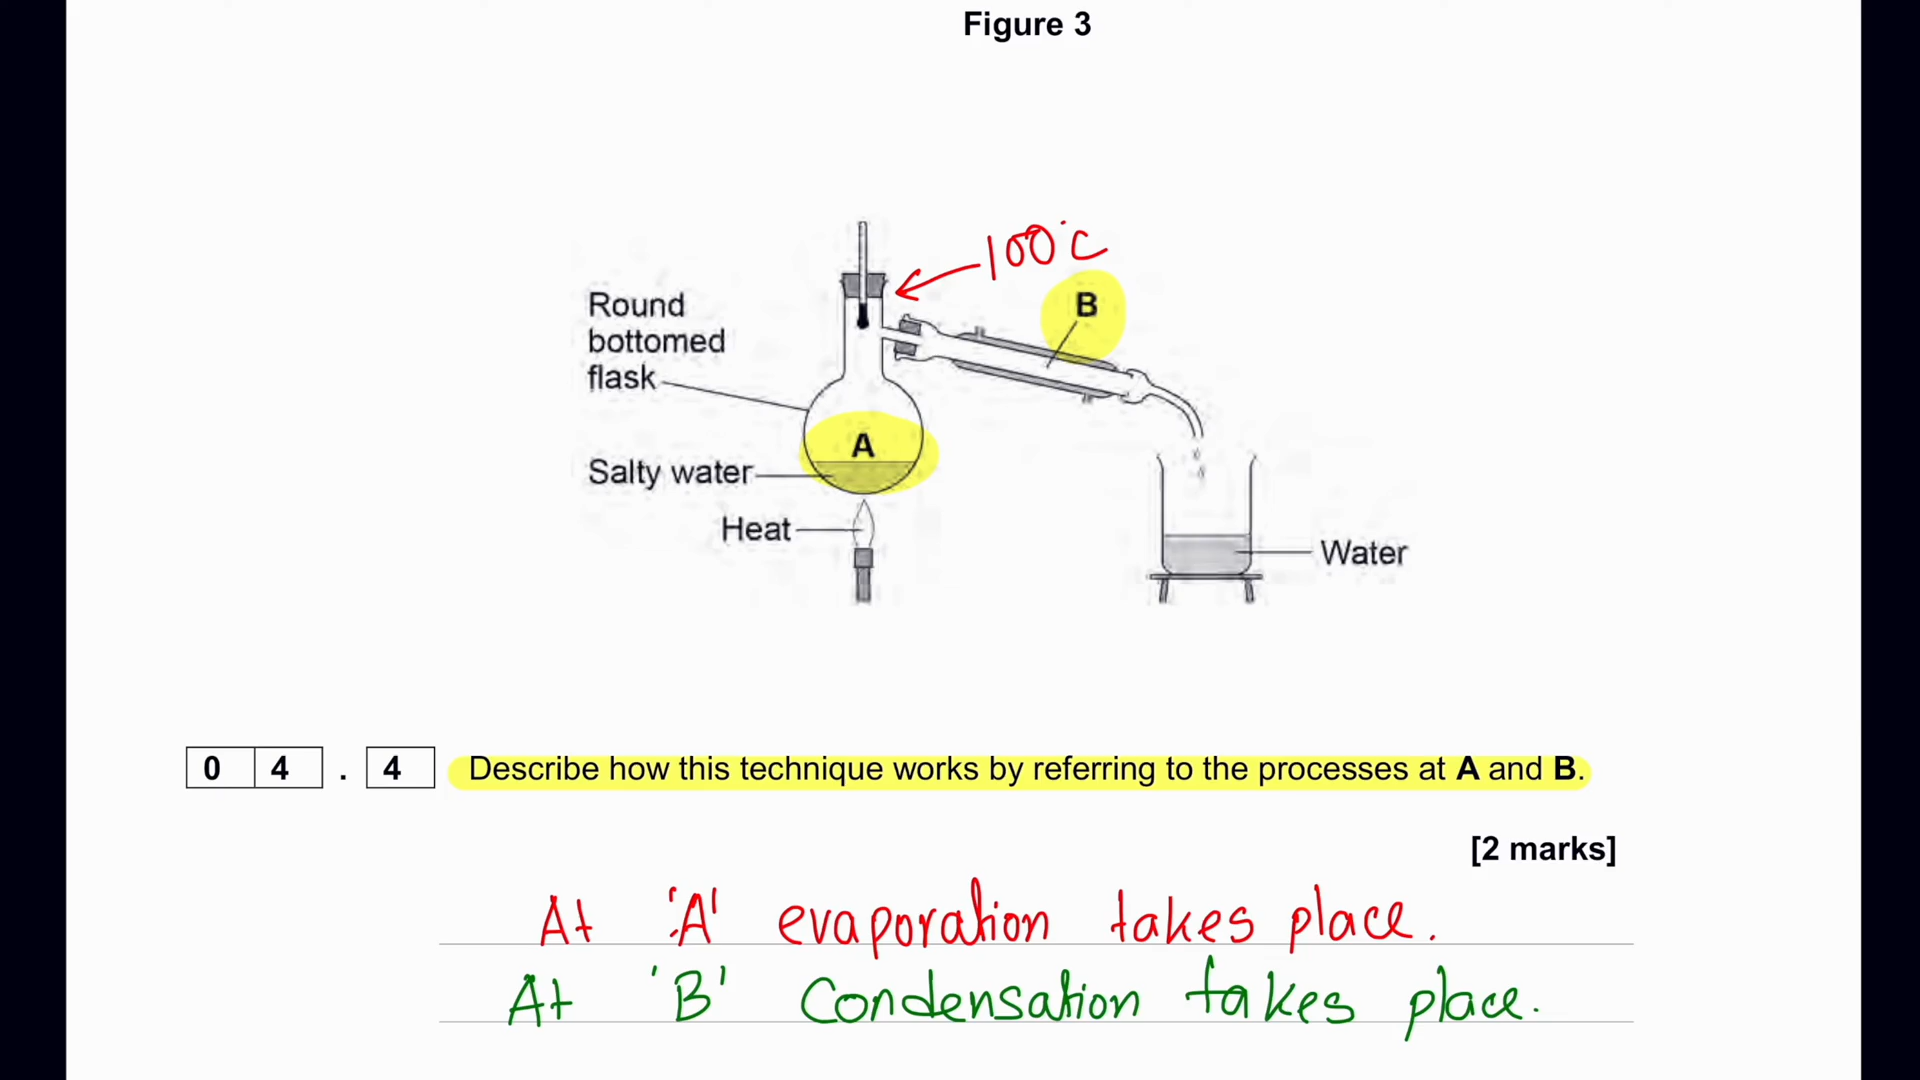 Figure 3
100°C
B
Round
bottomed
flask
A
Salty water
Heat
Water
0 4 . 4 Describe how this technique works by referring to the processes at A and B.
[2 marks]
At 'A' evaporation takes place.
At 'B' Condensation takes place.